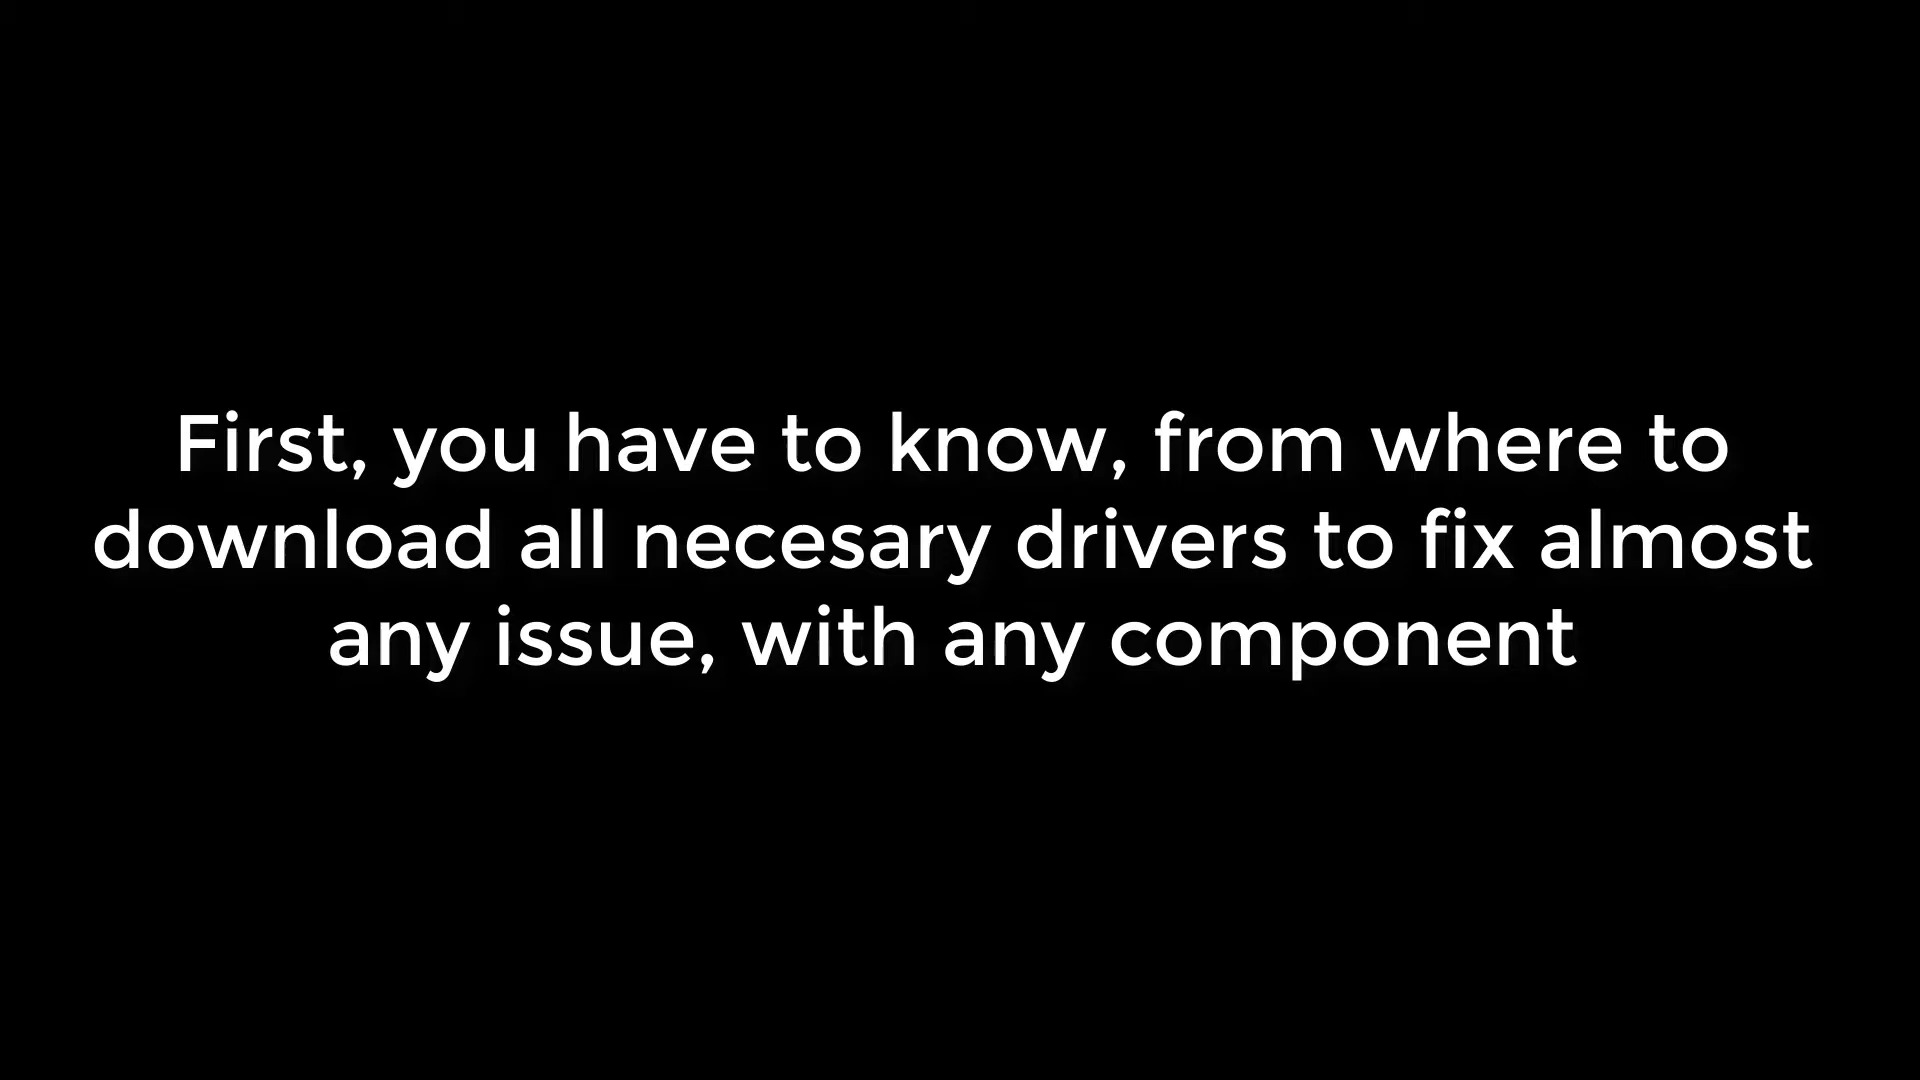 First, you have to know, from where to
download all necesary drivers to fix almost
any issue, with any component